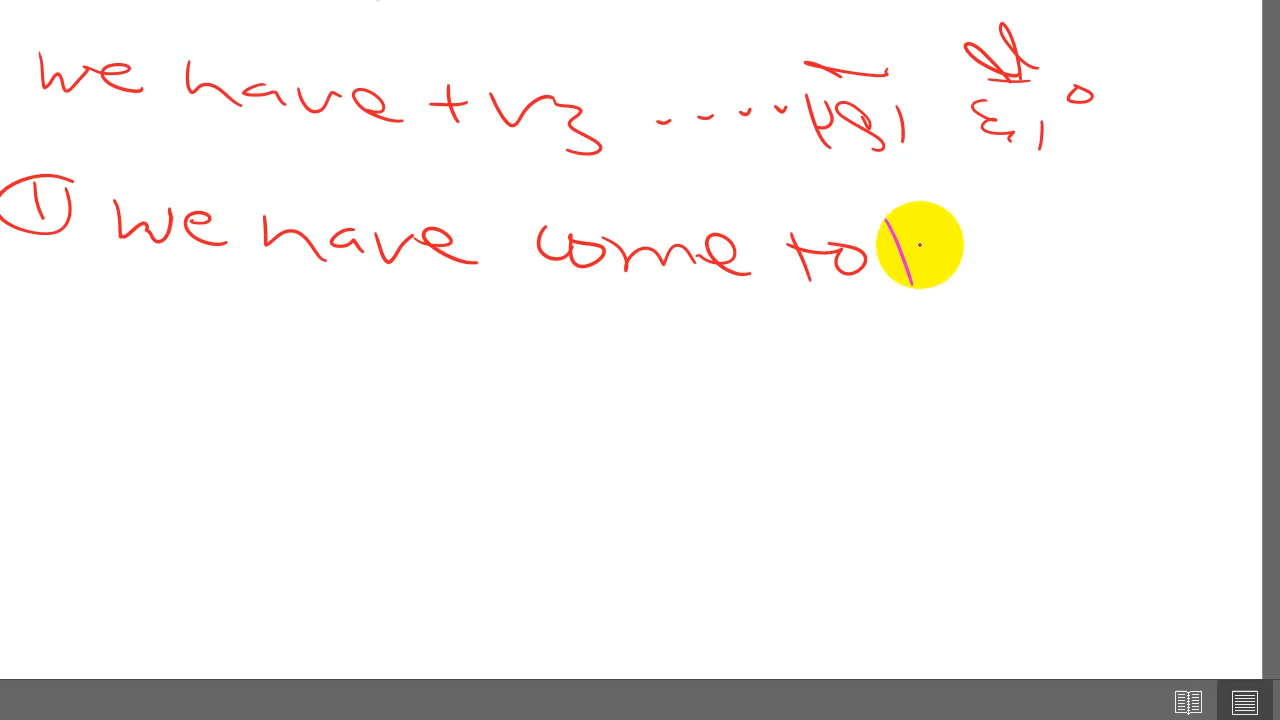 we have + v3 .....
① we have come to